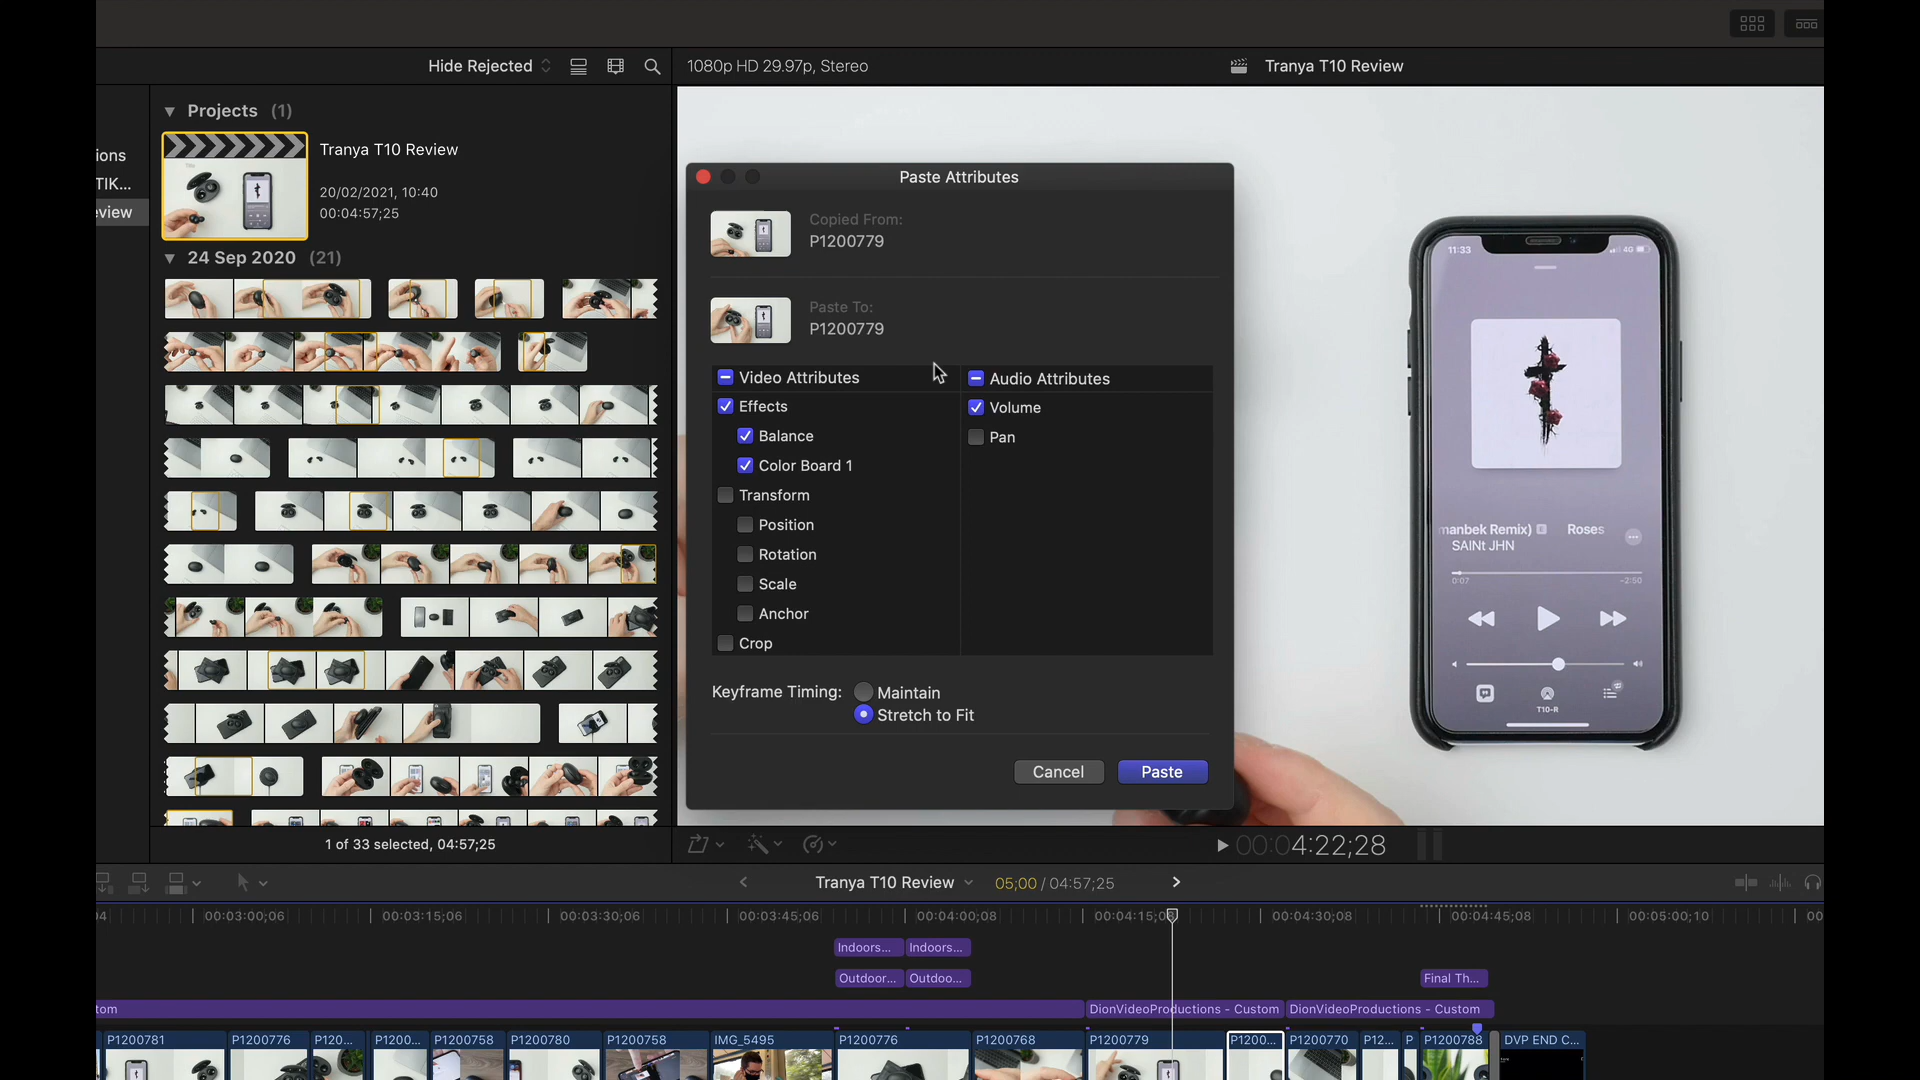 Hide Rejected
1080p HD 29.97p, Stereo
Tranya T10 Review
Projects (1)
Tranya T10 Review
20/02/2021, 10:40
00:04:57;25
ions
TIK...
eview
24 Sep 2020 (21)
1 of 33 selected, 04:57;25
Paste Attributes
Copied From:
P1200779
Paste To:
P1200779
Video Attributes
Effects
Balance
Color Board 1
Transform
Position
Rotation
Scale
Anchor
Crop
Audio Attributes
Volume
Pan
Keyframe Timing:
Maintain
Stretch to Fit
Cancel
Paste
11:33
4G
manbek Remix) E Roses
SAINt JHN
0:07
-2:50
T10-R
00:04:22;28
Tranya T10 Review
05;00 / 04:57;25
04
00:03:00;06
00:03:15;06
00:03:30;06
00:03:45;06
00:04:00;08
00:04:15;08
00:04:30;08
00:04:45;08
00:05:00;10
00
Indoors...
Indoors...
Outdoor...
Outdoo...
Final Th...
tom
DionVideoProductions - Custom
DionVideoProductions - Custom
P1200781
P1200776
P120...
P1200...
P1200758
P1200780
P1200758
IMG_5495
P1200776
P1200768
P1200779
P1200...
P1200770
P12...
P
P1200788
DVP END C...